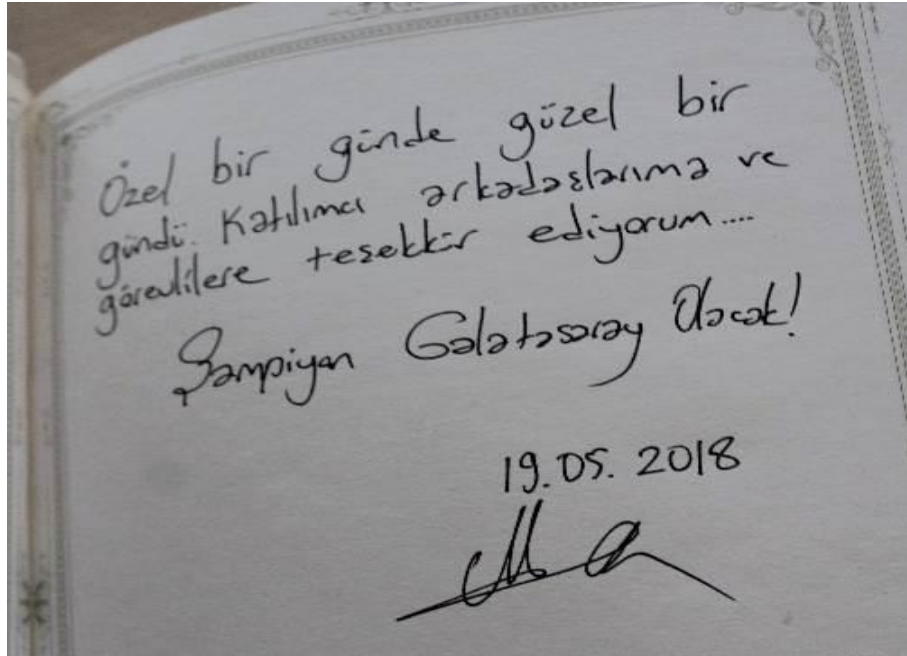 Özel bir günde güzel bir
gündü. Katılımcı arkadaşlarıma ve
görevlilere teşekkür ediyorum....
Şampiyon Galatasaray Olacak!
19.05.2018